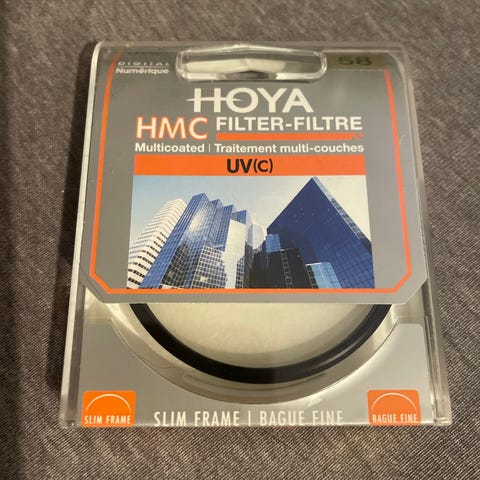 DIGITAL
Numérique
58
HOYA
HMC FILTER-FILTRE
Multicoated | Traitement multi-couches
UV(C)
SLIM FRAME
SLIM FRAME | BAGUE FINE
BAGUE FINE